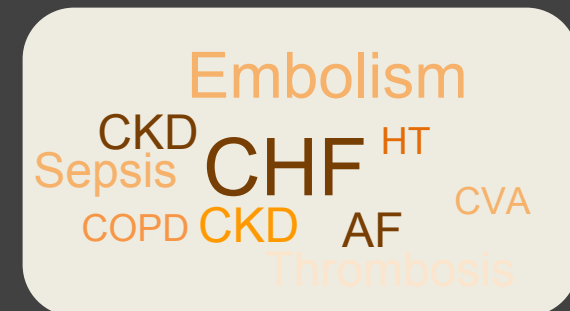 Embolism
CKD
CHF
HT
Sepsis
CVA
COPD
CKD
AF
Thrombosis